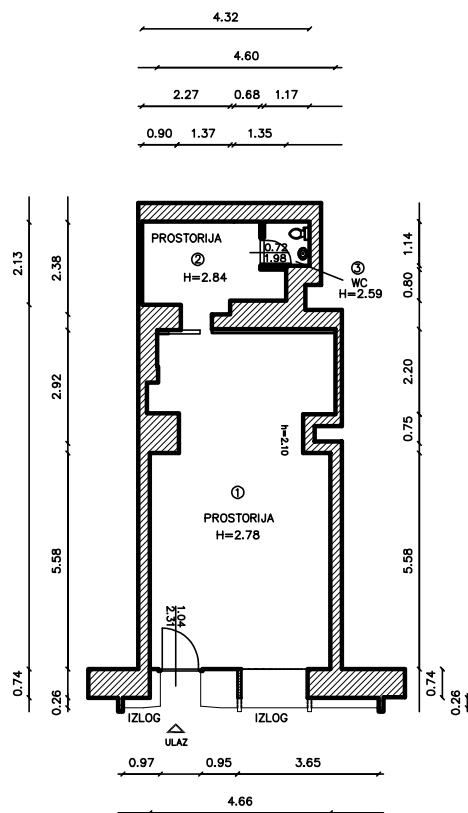 4.32
4.60
2.27 0.68 1.17
0.90 1.37 1.35
PROSTORIJA
②
H=2.84
0.72
1.98
③
WC
H=2.59
2.13
2.38
1.14
0.80
2.92
2.20
0.75
h=2.10
①
PROSTORIJA
H=2.78
5.58
5.58
1.04
2.31
0.74
0.26
0.74
0.26
IZLOG
IZLOG
ULAZ
0.97 0.95 3.65
4.66